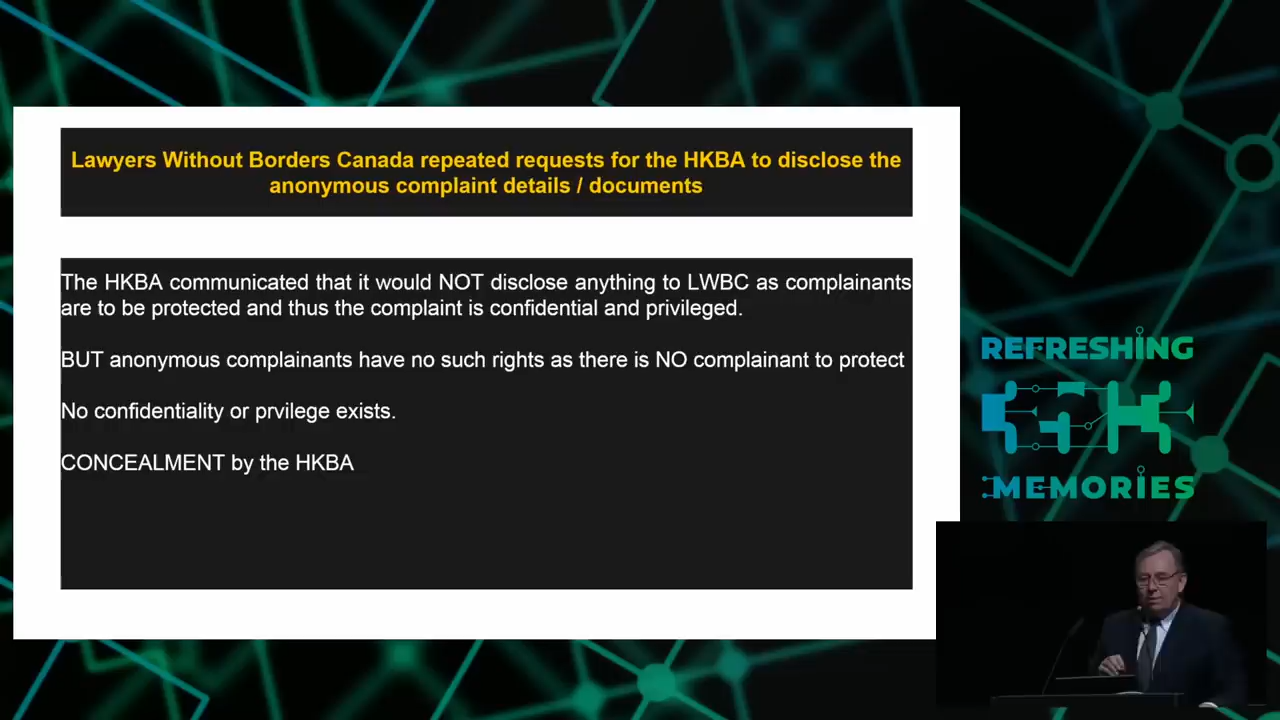 Lawyers Without Borders Canada repeated requests for the HKBA to disclose the
anonymous complaint details / documents
The HKBA communicated that it would NOT disclose anything to LWBC as complainants
are to be protected and thus the complaint is confidential and privileged.
BUT anonymous complainants have no such rights as there is NO complainant to protect
No confidentiality or prvilege exists.
CONCEALMENT by the HKBA
REFRESHING
MEMORIES